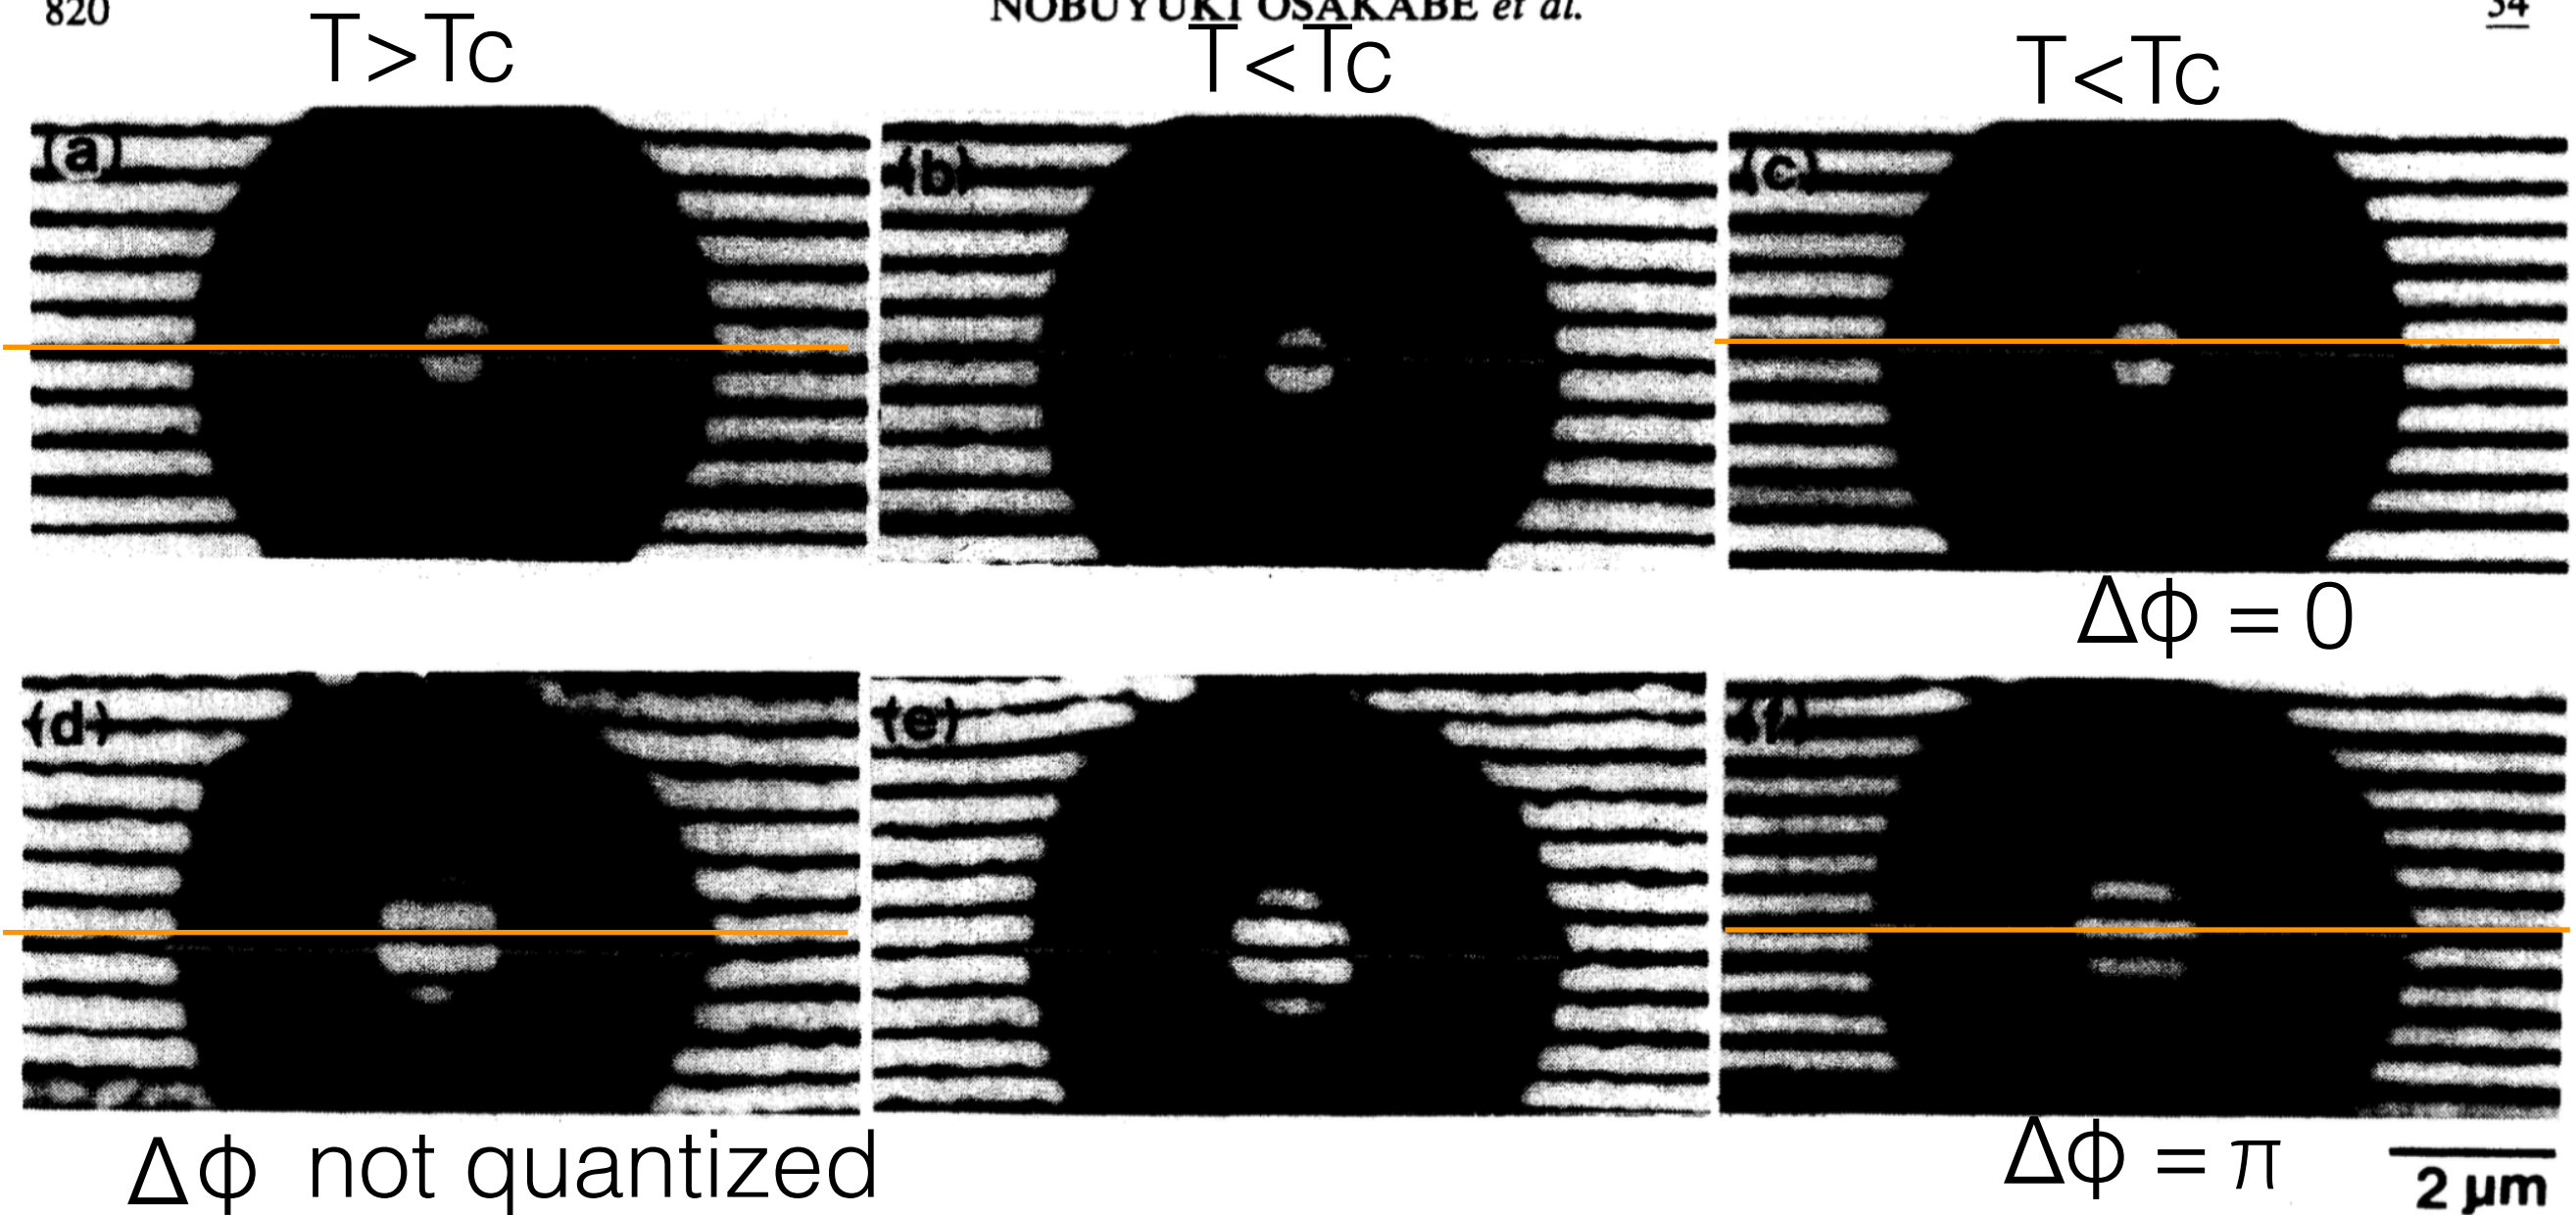 820 NOBUYUKI OSAKABE et al. 34
T>Tc T<Tc T<Tc
(a) (b) (c)
Δϕ = 0
(d) (e) (f)
Δϕ not quantized Δϕ = π
2 μm